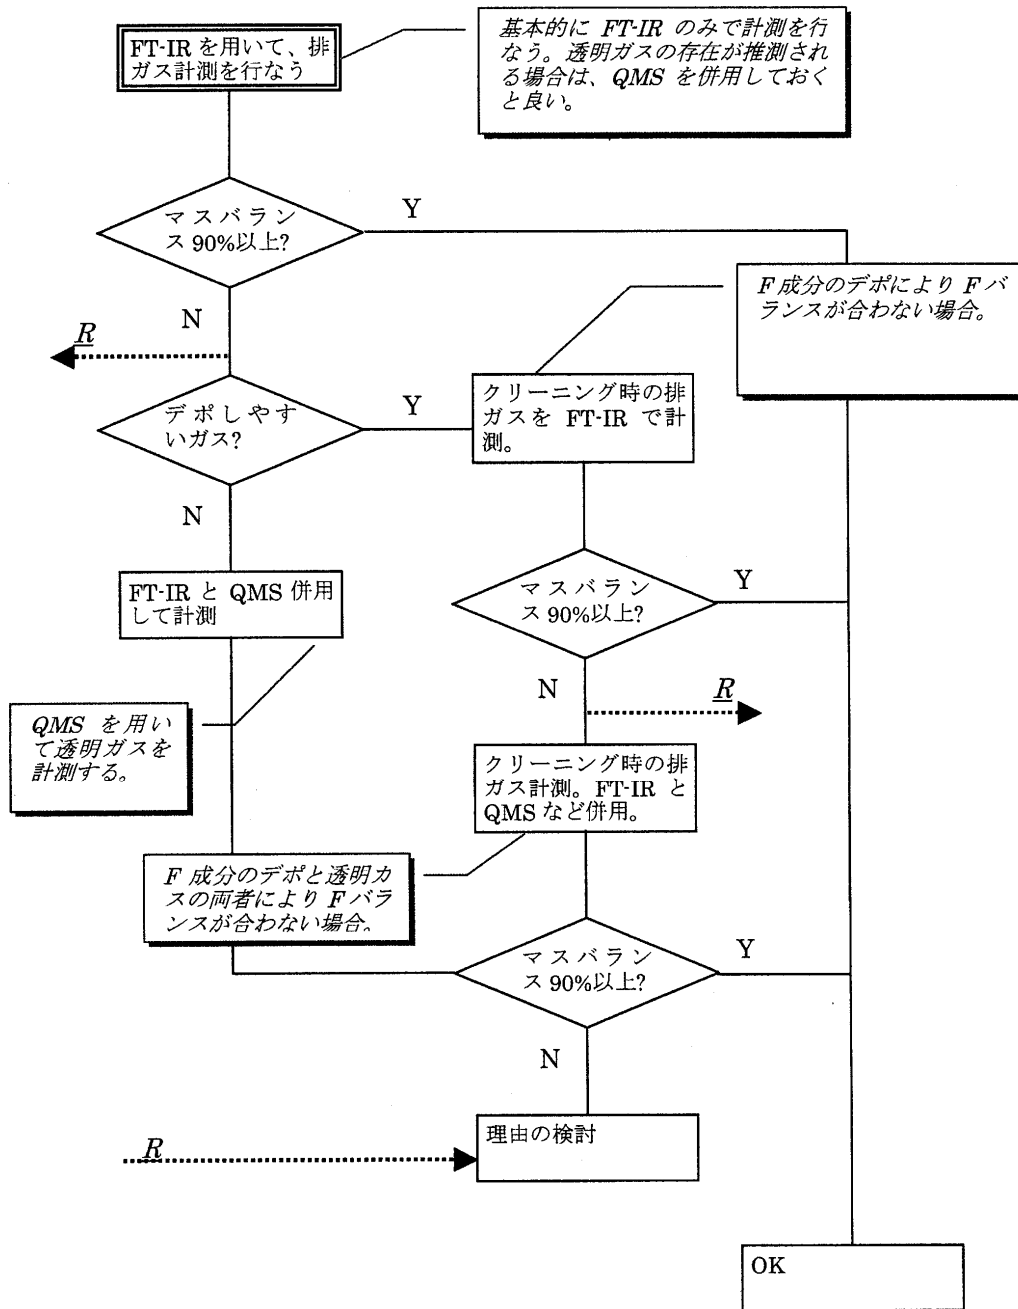 FT-IR を用いて、排
ガス計測を行なう
基本的に FT-IR のみで計測を行
なう。透明ガスの存在が推測され
る場合は、QMS を併用しておく
と良い。
マスバラン
ス 90%以上?
Y
N
R
F 成分のデポにより F バ
ランスが合わない場合。
デポしやす
いガス?
Y
N
クリーニング時の排
ガスを FT-IR で計
測。
FT-IR と QMS 併用
して計測
マスバラン
ス 90%以上?
Y
N
R
QMS を用い
て透明ガスを
計測する。
クリーニング時の排
ガス計測。FT-IR と
QMS など併用。
F 成分のデポと透明カ
スの両者により F バラ
ンスが合わない場合。
マスバラン
ス 90%以上?
Y
N
R
理由の検討
OK